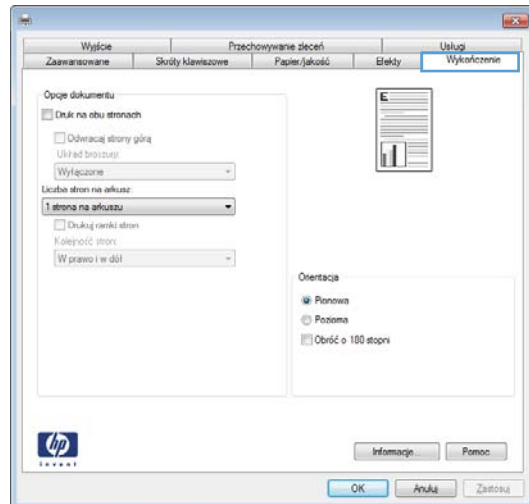 Wyjście Przechowywanie zleceń Usługi
Zaawansowane Skróty klawiszowe Papier/jakość Efekty Wykończenie
Opcje dokumentu
Druk na obu stronach
Odwracaj strony górą
Układ broszury:
Wyłączone
Liczba stron na arkusz:
1 strona na arkuszu
Drukuj ramki stron
Kolejność stron:
W prawo i w dół
E
Orientacja
Pionowa
Pozioma
Obróć o 180 stopni
hp
invent
Informacje... Pomoc
OK Anuluj Zastosuj